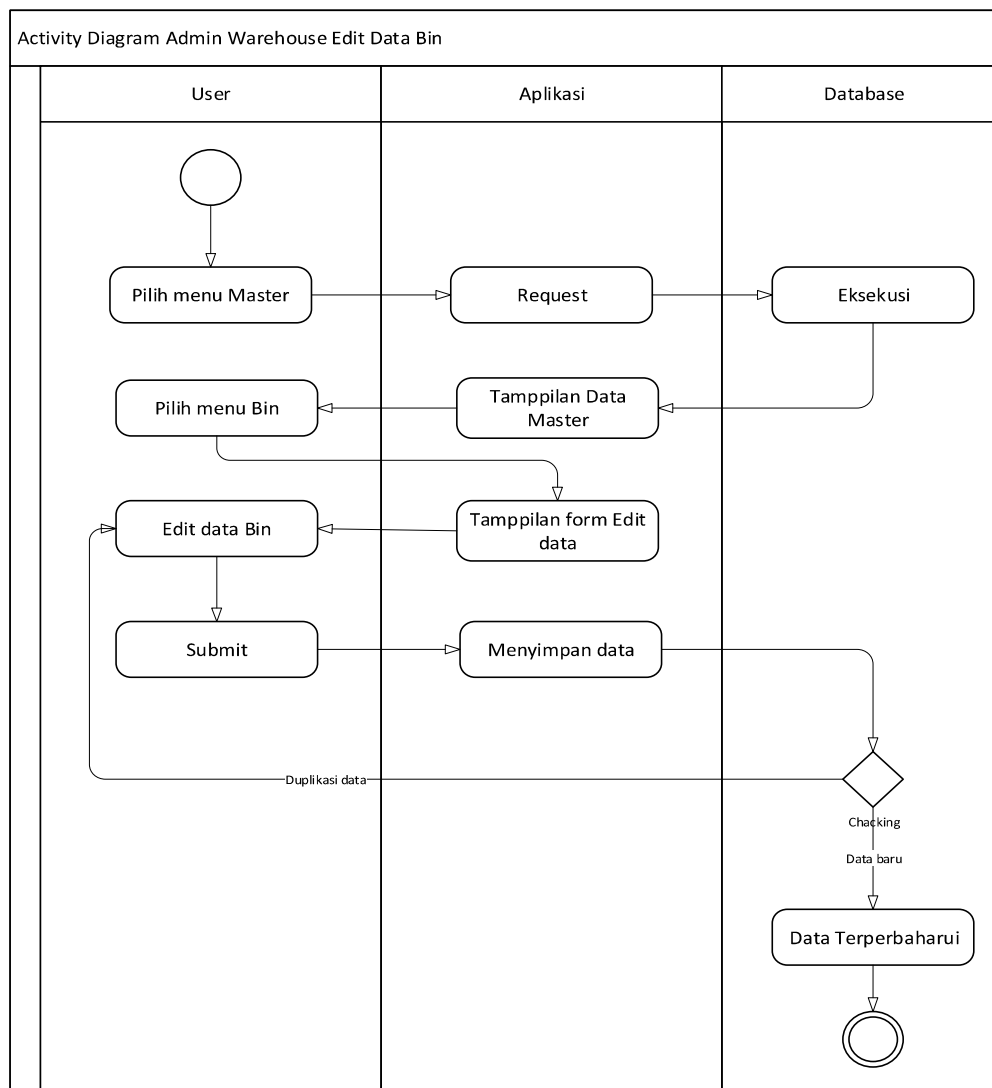 Activity Diagram Admin Warehouse Edit Data Bin
User
Aplikasi
Database
Pilih menu Master
Request
Eksekusi
Pilih menu Bin
Tamppilan Data
Master
Edit data Bin
Tamppilan form Edit
data
Submit
Menyimpan data
Duplikasi data
Chacking
Data baru
Data Terperbaharui